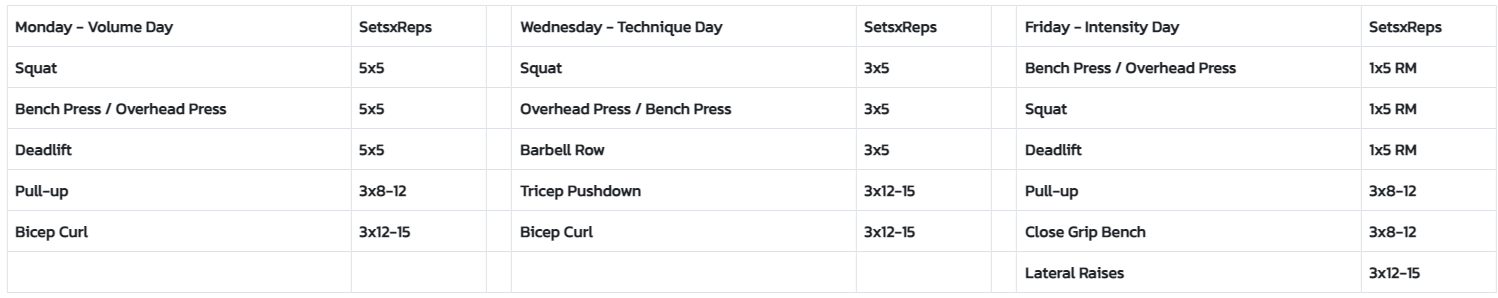 Monday - Volume Day SetsxReps Wednesday - Technique Day SetsxReps Friday - Intensity Day SetsxReps
Squat 5x5 Squat 3x5 Bench Press / Overhead Press 1x5 RM
Bench Press / Overhead Press 5x5 Overhead Press / Bench Press 3x5 Squat 1x5 RM
Deadlift 5x5 Barbell Row 3x5 Deadlift 1x5 RM
Pull-up 3x8-12 Tricep Pushdown 3x12-15 Pull-up 3x8-12
Bicep Curl 3x12-15 Bicep Curl 3x12-15 Close Grip Bench 3x8-12
Lateral Raises 3x12-15